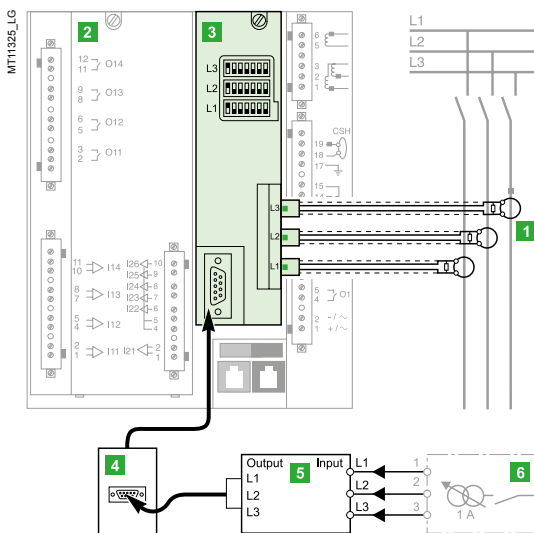 MT11325_LG
2
3
L1
L2
L3
12
11 O14
9
8 O13
6
5 O12
3
2 O11
L3
L2
L1
6
5
3
2
1
CSH
19
18
17
15
14
L3
L2
L1
1
11
10 I14
8
7 I13
5
4 I12
2
1 I11
I26 10
I25 9
I24 8
I23 7
I22 6
5
4
I21 2
1
5
4 O1
2 -/~
1 +/~
4
Output 5 Input
L1
L2
L3
L1 1
L2 2
L3 3
6
1 A